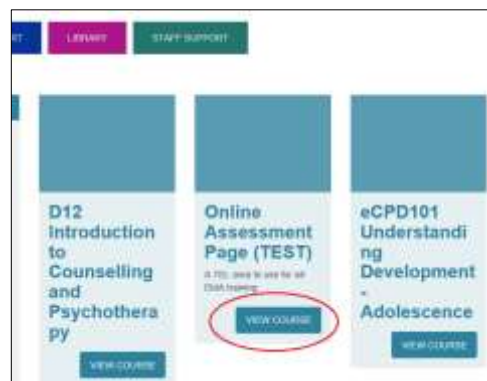 LIBRARY
STAFF SUPPORT
D12
Introduction
to
Counselling
and
Psychothera
py
VIEW COURSE
Online
Assessment
Page (TEST)
VIEW COURSE
eCPD101
Understandi
ng
Development
-
Adolescence
VIEW COURSE